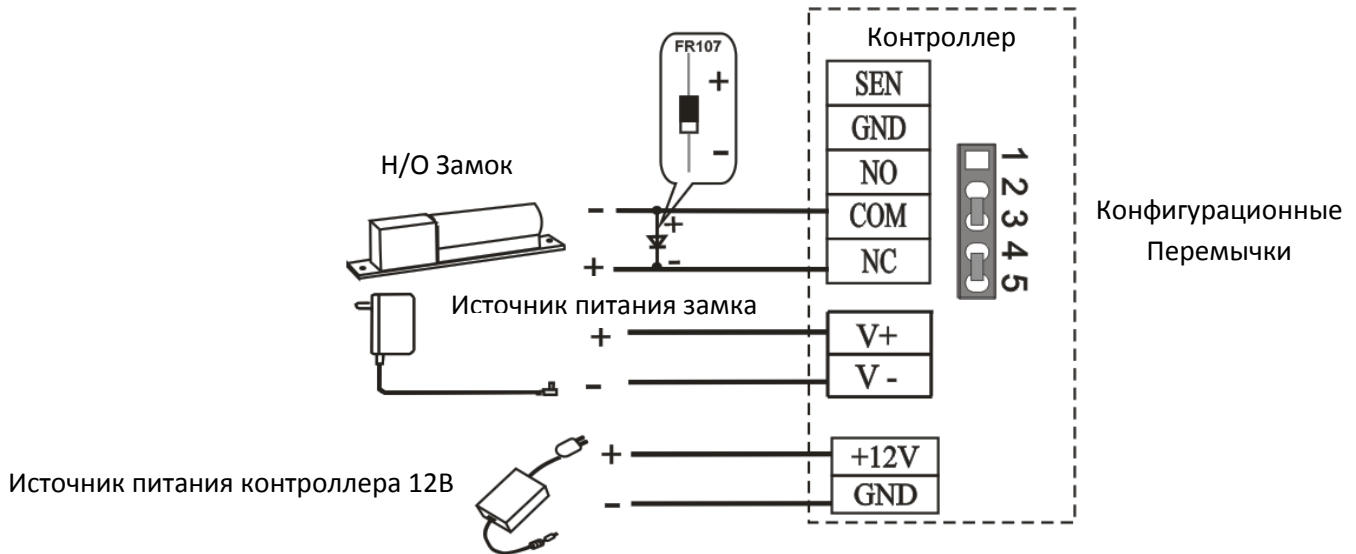 Контроллер
FR107
+
−
SEN
GND
NO
COM
NC
1
2
3
4
5
Конфигурационные
Перемычки
Н/О Замок
−
+
+
-
Источник питания замка
+
−
V+
V -
Источник питания контроллера 12В
+
−
+12V
GND